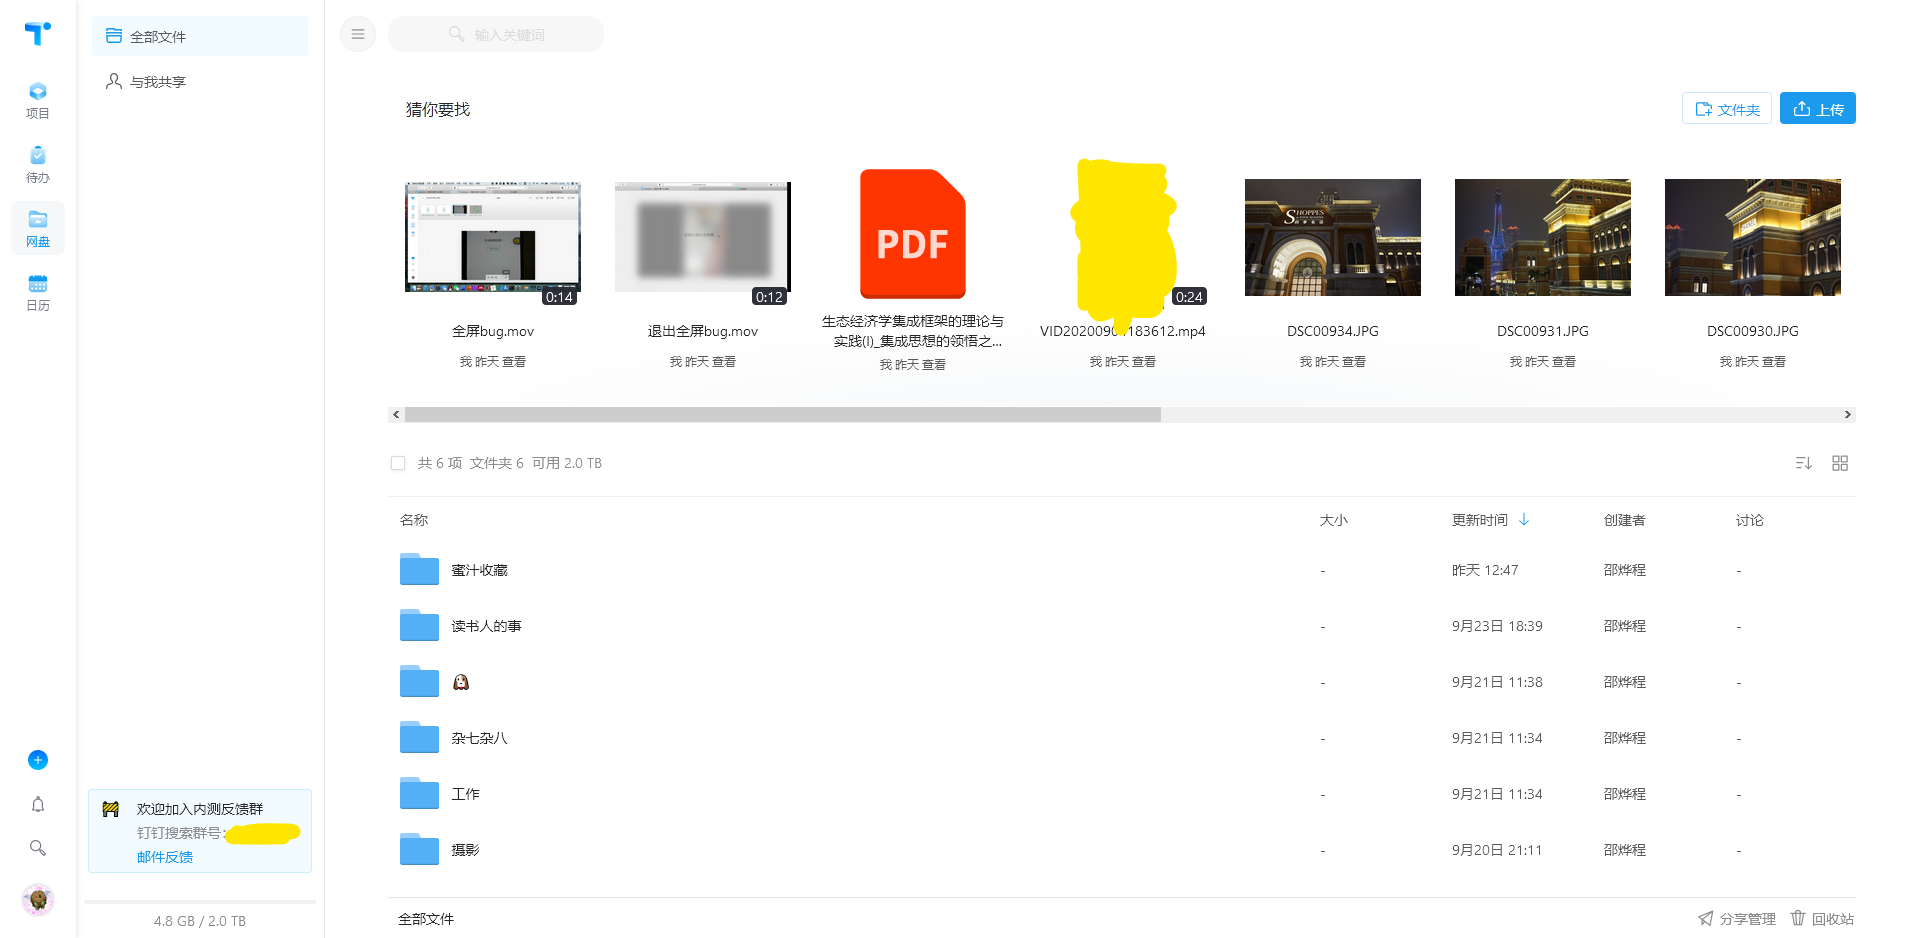 项目
待办
网盘
日历
全部文件
与我共享
输入关键词
猜你要找
文件夹
上传
0:14
全屏bug.mov
我 昨天 查看
0:12
退出全屏bug.mov
我 昨天 查看
PDF
生态经济学集成框架的理论与
实践(I)_集成思想的领悟之...
我 昨天 查看
0:24
VID2020090 183612.mp4
我 昨天 查看
SHOPPES
DSC00934.JPG
我 昨天 查看
DSC00931.JPG
我 昨天 查看
DSC00930.JPG
我 昨天 查看
共 6 项 文件夹 6 可用 2.0 TB
名称 大小 更新时间 创建者 讨论
蜜汁收藏 - 昨天 12:47 邵烨程 -
读书人的事 - 9月23日 18:39 邵烨程 -
- 9月21日 11:38 邵烨程 -
杂七杂八 - 9月21日 11:34 邵烨程 -
工作 - 9月21日 11:34 邵烨程 -
摄影 - 9月20日 21:11 邵烨程 -
欢迎加入内测反馈群
钉钉搜索群号:
邮件反馈
4.8 GB / 2.0 TB
全部文件
分享管理
回收站